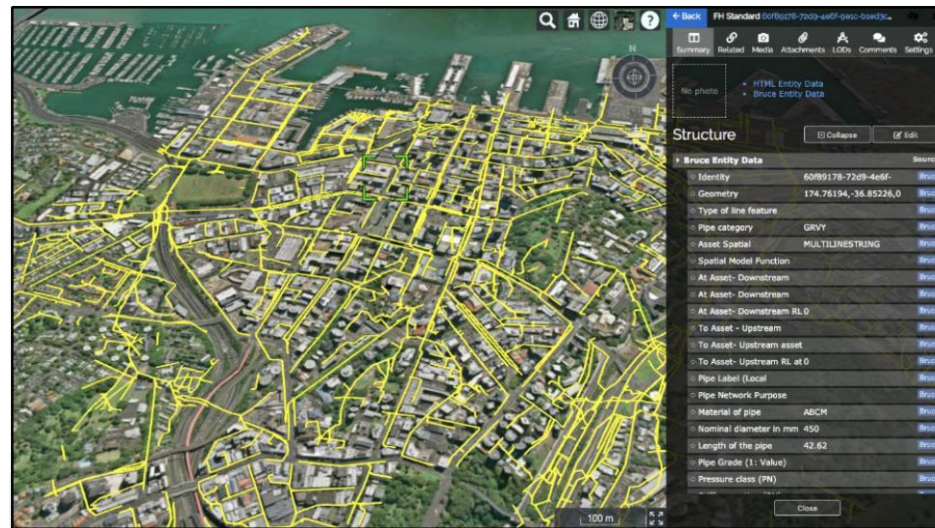 ?
N
100 m
Back FH Standard
Summary Related Media Attachments LODs Comments Settings
No photo
HTML Entity Data
Bruce Entity Data
Structure Collapse Edit
Bruce Entity Data
Identity 60f89178-72d9-4e6f-
Geometry 174.76194,-36.85226,0
Type of line feature
Pipe category GRVY
Asset Spatial MULTILINESTRING
Spatial Model Function
At Asset- Downstream
At Asset- Downstream
At Asset- Downstream RL 0
To Asset - Upstream
To Asset- Upstream asset
To Asset- Upstream RL at 0
Pipe Label (Local
Pipe Network Purpose
Material of pipe ABCM
Nominal diameter in mm 450
Length of the pipe 42.62
Pipe Grade (1: Value)
Pressure class (PN)
Close